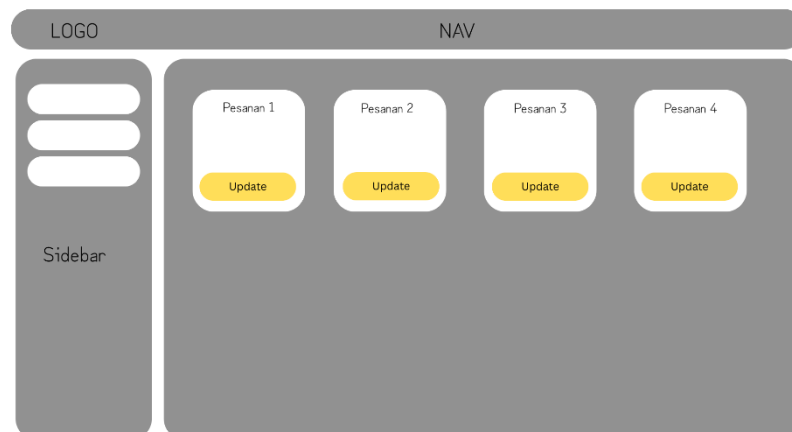 LOGO
NAV
Pesanan 1
Pesanan 2
Pesanan 3
Pesanan 4
Update
Update
Update
Update
Sidebar